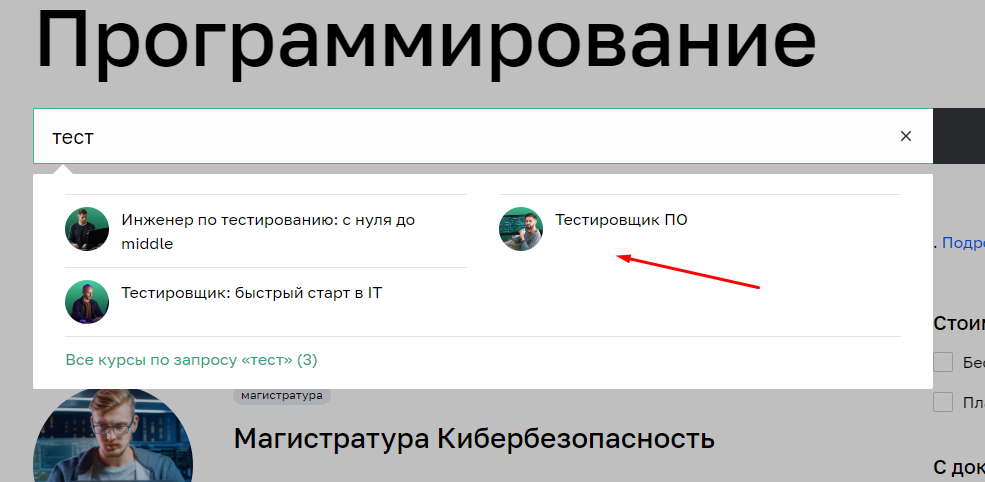 Программирование
тест
Инженер по тестированию: с нуля до
middle
Тестировщик ПО
Тестировщик: быстрый старт в IT
Все курсы по запросу «тест» (3)
. Подро
Стоим
Бес
Пл
С док
магистратура
Магистратура Кибербезопасность